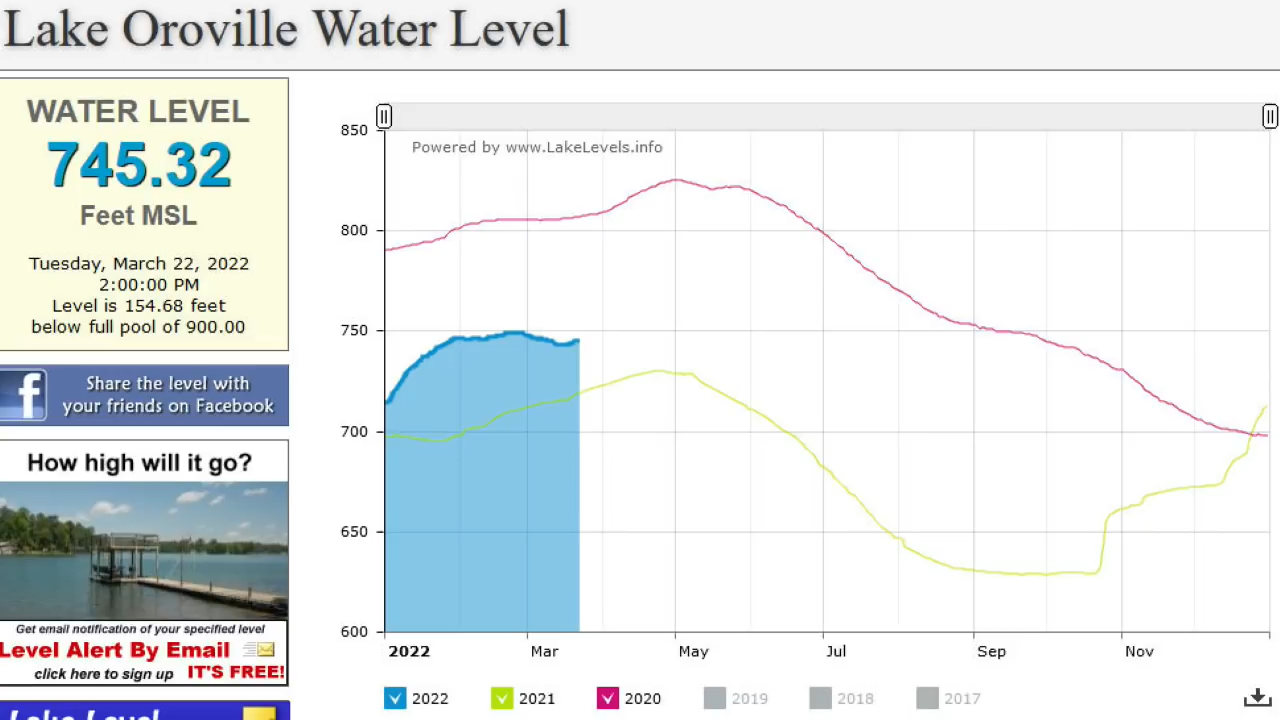 Lake Oroville Water Level
WATER LEVEL
745.32
Feet MSL
Tuesday, March 22, 2022
2:00:00 PM
Level is 154.68 feet
below full pool of 900.00
f
Share the level with
your friends on Facebook
How high will it go?
Get email notification of your specified level
Level Alert By Email
click here to sign up IT'S FREE!
Lake Level
Powered by www.LakeLevels.info
850
800
750
700
650
600
2022 Mar May Jul Sep Nov
2022 2021 2020 2019 2018 2017